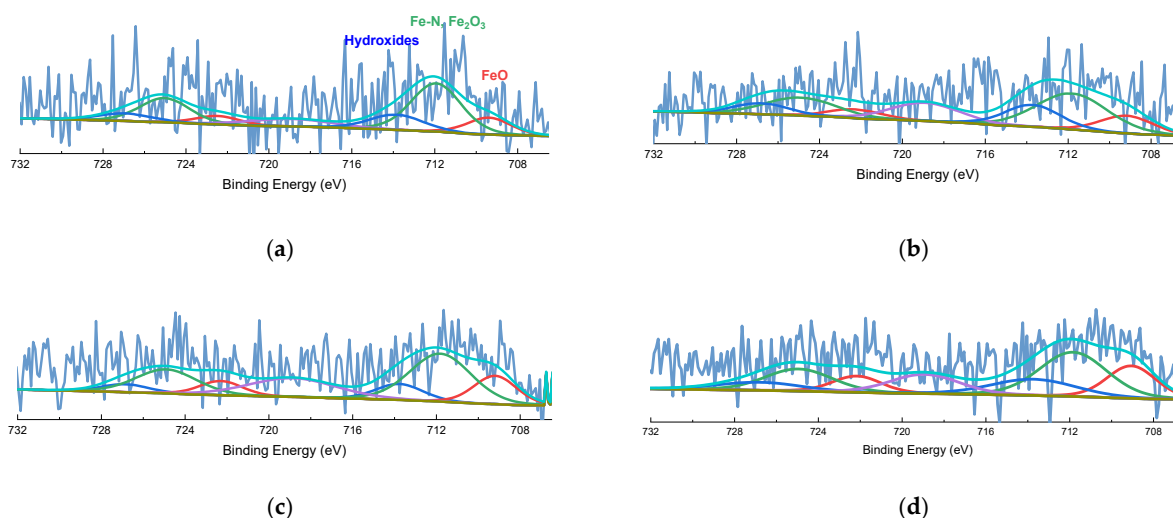 Fe-N, Fe₂O₃
Hydroxides
FeO
732 728 724 720 716 712 708
Binding Energy (eV)
(a)
732 728 724 720 716 712 708
Binding Energy (eV)
(b)
732 728 724 720 716 712 708
Binding Energy (eV)
(c)
732 728 724 720 716 712 708
Binding Energy (eV)
(d)